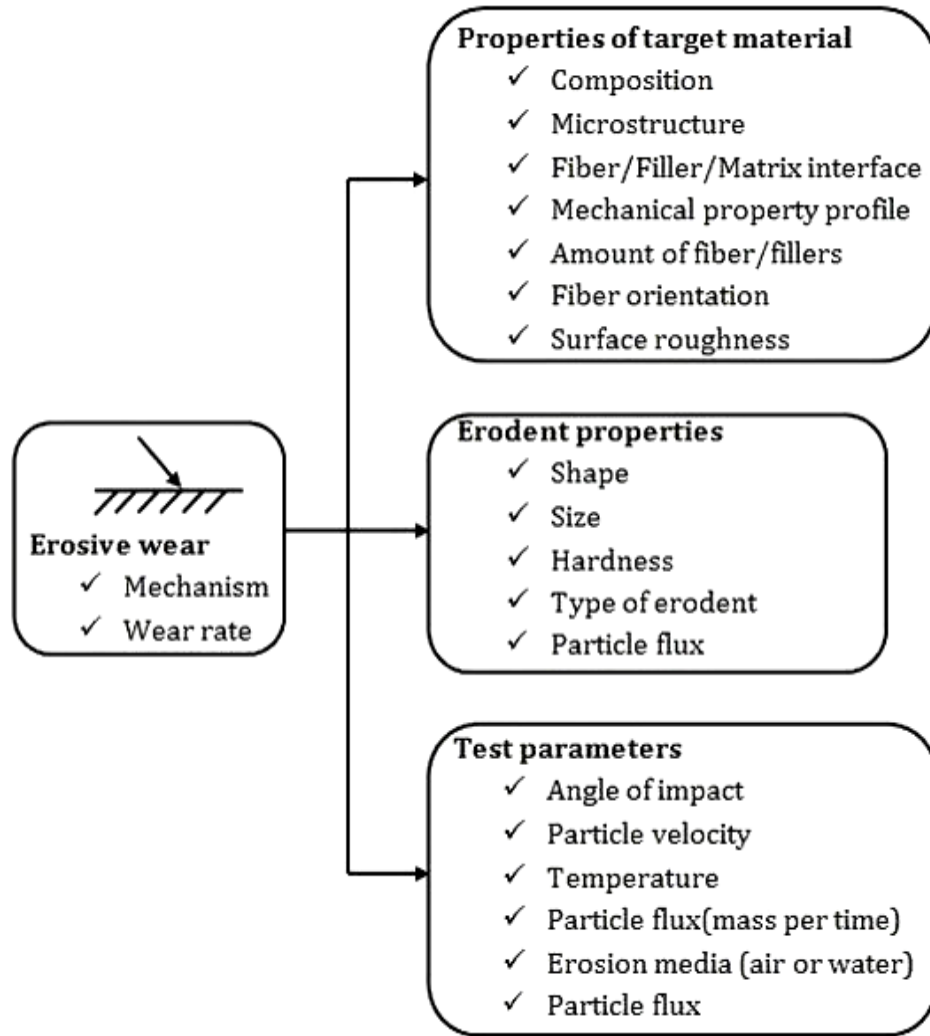 Properties of target material
✓ Composition
✓ Microstructure
✓ Fiber/Filler/Matrix interface
✓ Mechanical property profile
✓ Amount of fiber/fillers
✓ Fiber orientation
✓ Surface roughness
Erosive wear
✓ Mechanism
✓ Wear rate
Erodent properties
✓ Shape
✓ Size
✓ Hardness
✓ Type of erodent
✓ Particle flux
Test parameters
✓ Angle of impact
✓ Particle velocity
✓ Temperature
✓ Particle flux(mass per time)
✓ Erosion media (air or water)
✓ Particle flux